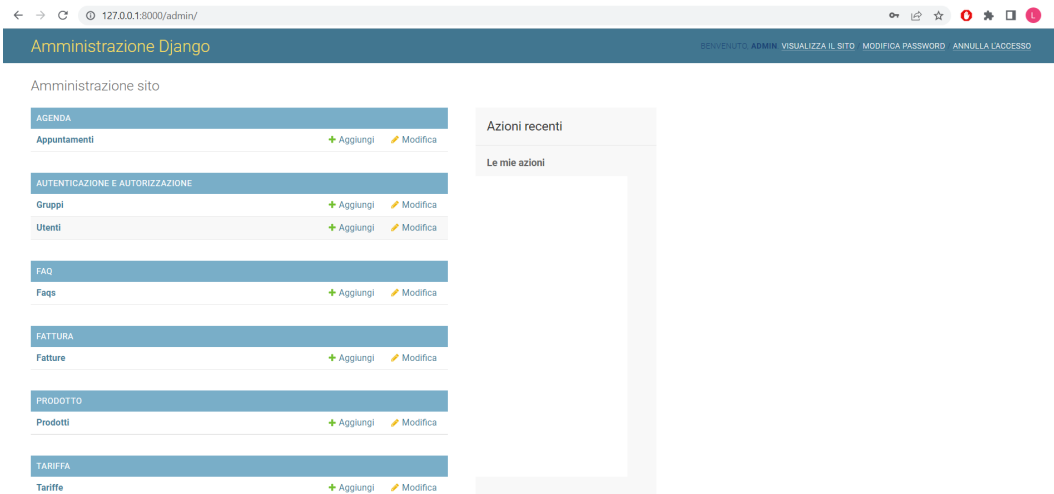 127.0.0.1:8000/admin/
L
Amministrazione Django
BENVENUTO, ADMIN. VISUALIZZA IL SITO / MODIFICA PASSWORD / ANNULLA L'ACCESSO
Amministrazione sito
AGENDA
Appuntamenti Aggiungi Modifica
AUTENTICAZIONE E AUTORIZZAZIONE
Gruppi Aggiungi Modifica
Utenti Aggiungi Modifica
FAQ
Faqs Aggiungi Modifica
FATTURA
Fatture Aggiungi Modifica
PRODOTTO
Prodotti Aggiungi Modifica
TARIFFA
Tariffe Aggiungi Modifica
Azioni recenti
Le mie azioni